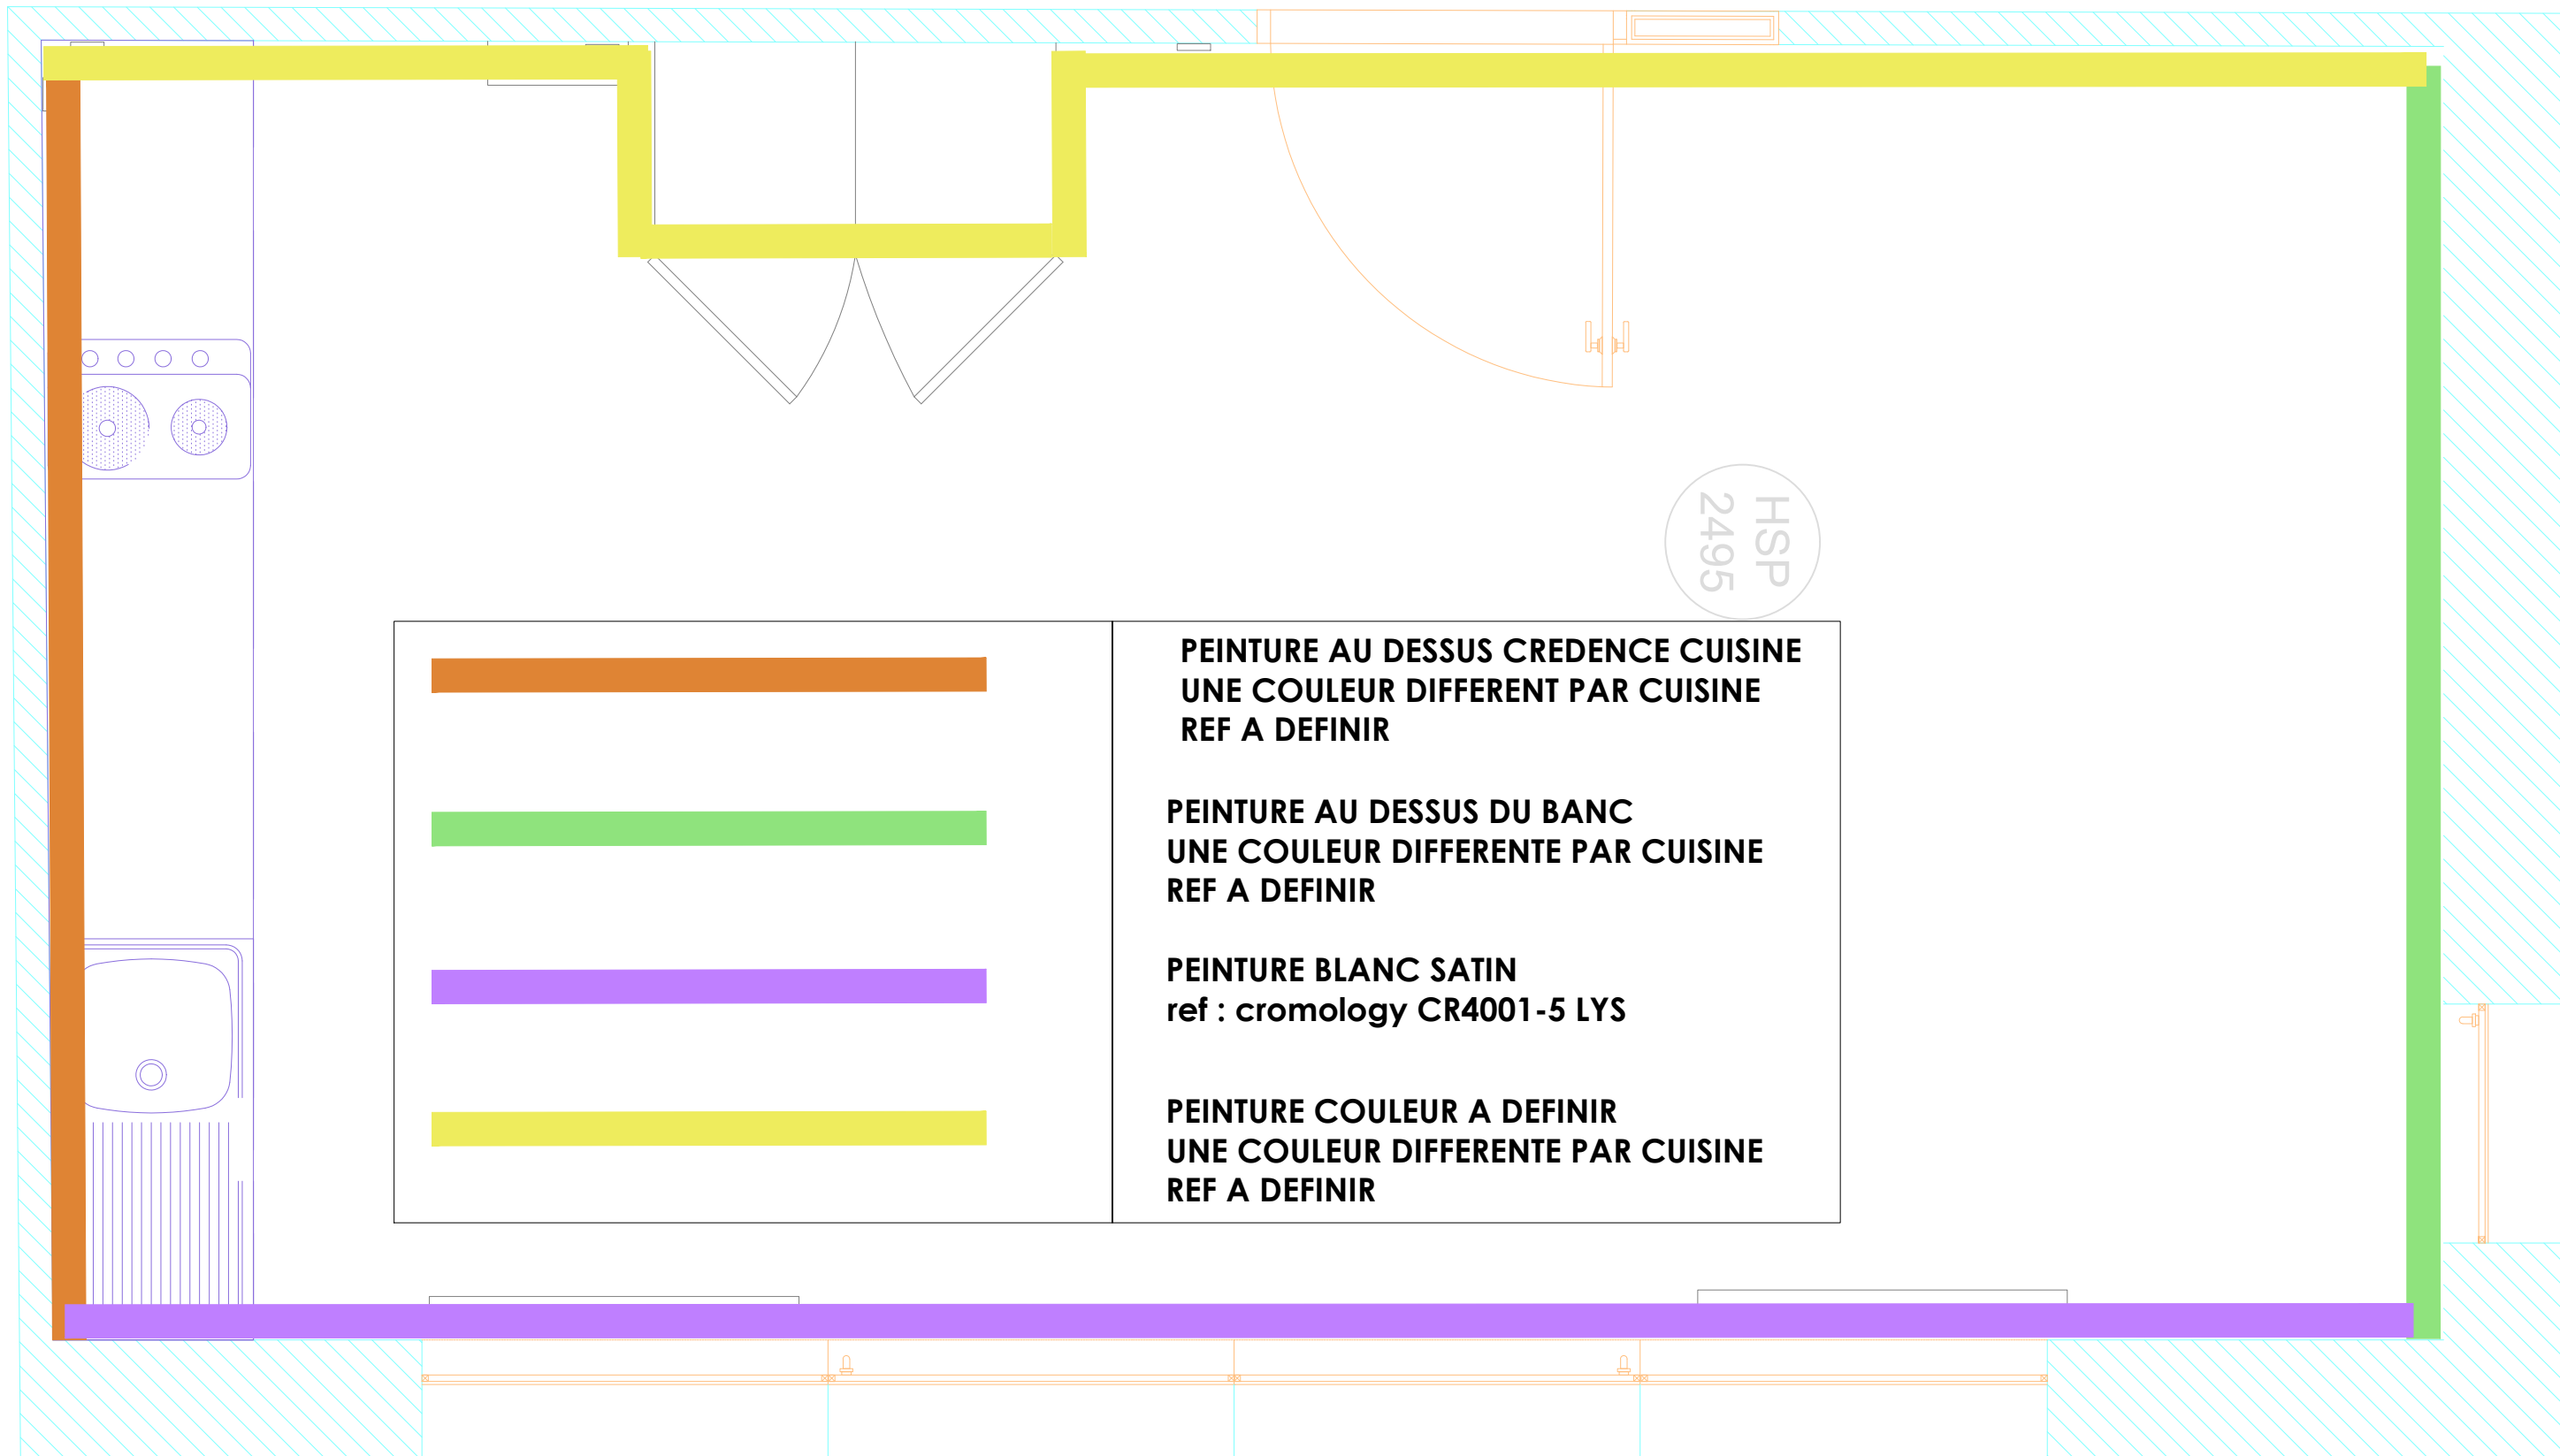 HSP
2495
PEINTURE AU DESSUS CREDENCE CUISINE
UNE COULEUR DIFFERENT PAR CUISINE
REF A DEFINIR
PEINTURE AU DESSUS DU BANC
UNE COULEUR DIFFERENTE PAR CUISINE
REF A DEFINIR
PEINTURE BLANC SATIN
ref : cromology CR4001-5 LYS
PEINTURE COULEUR A DEFINIR
UNE COULEUR DIFFERENTE PAR CUISINE
REF A DEFINIR